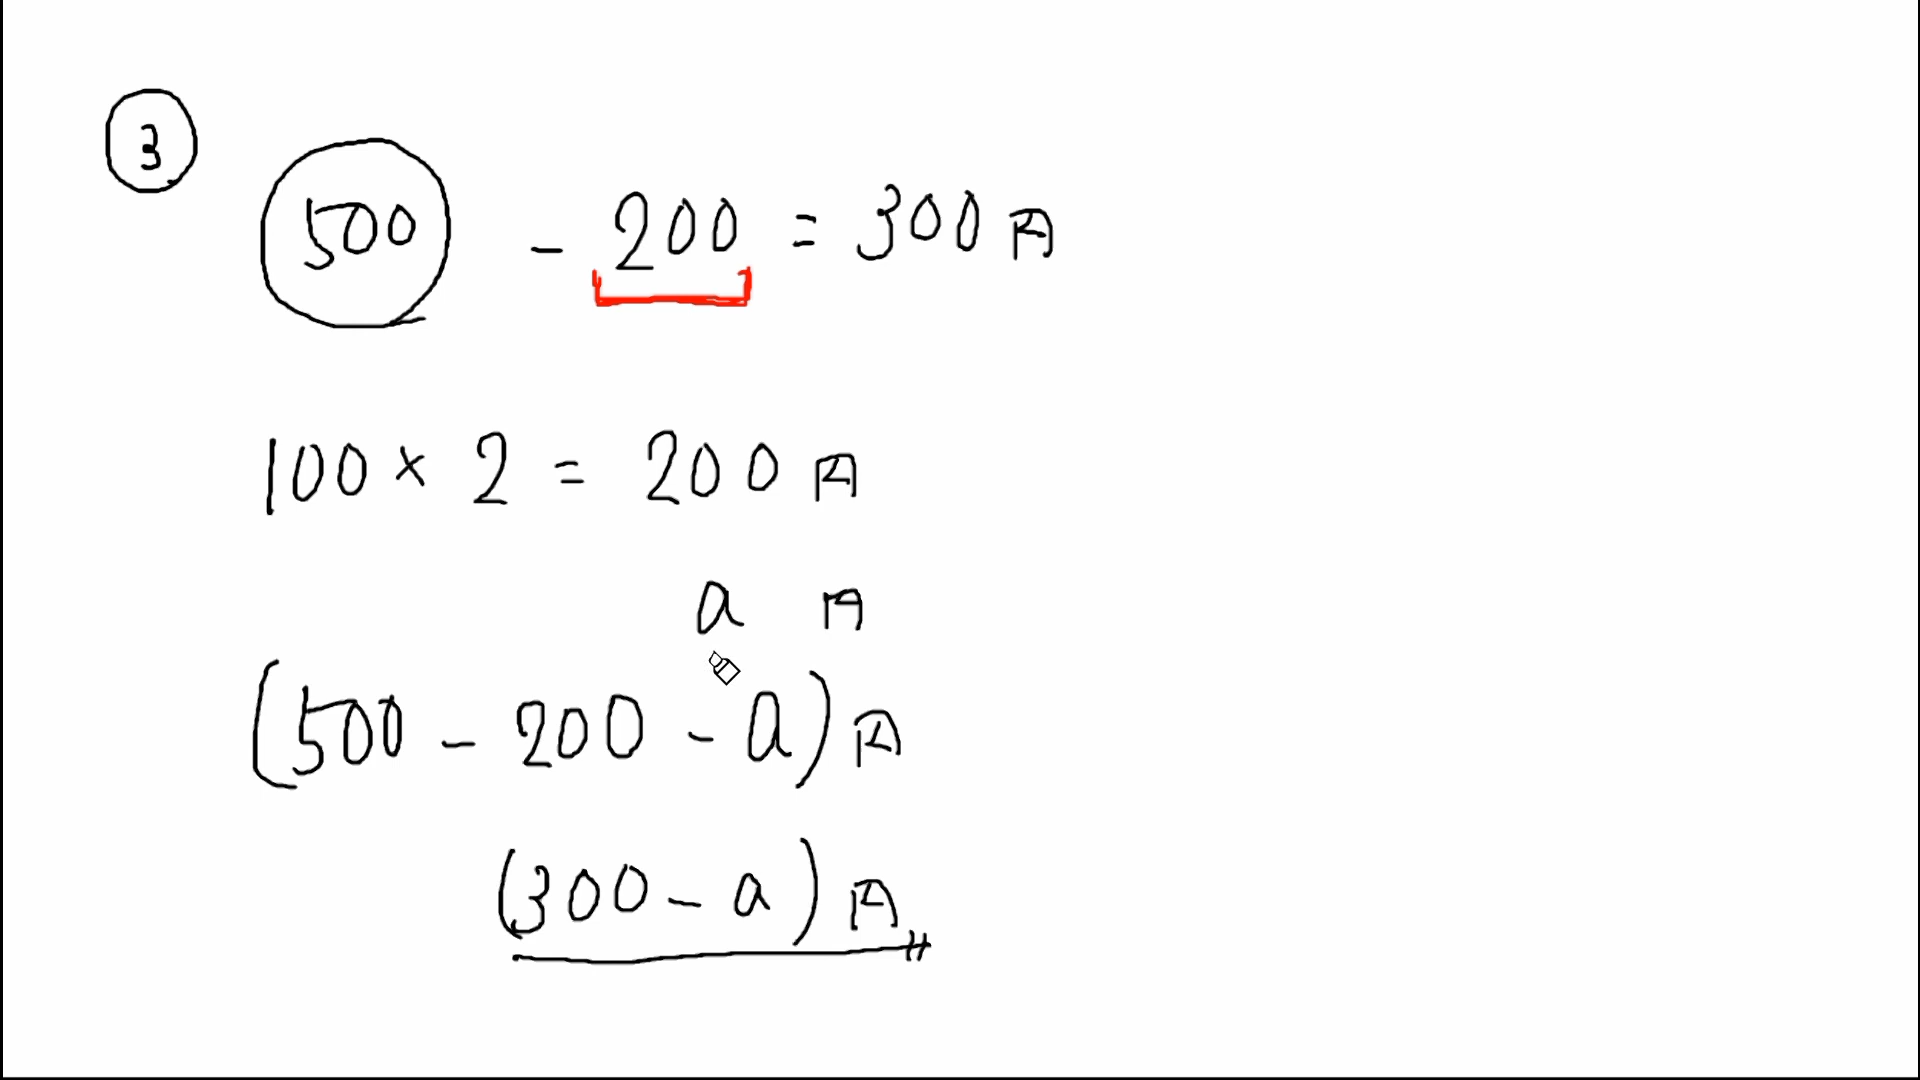 ③
500 - 200 = 300円
100 × 2 = 200円
a 円
(500 - 200 - a)円
(300 - a)円